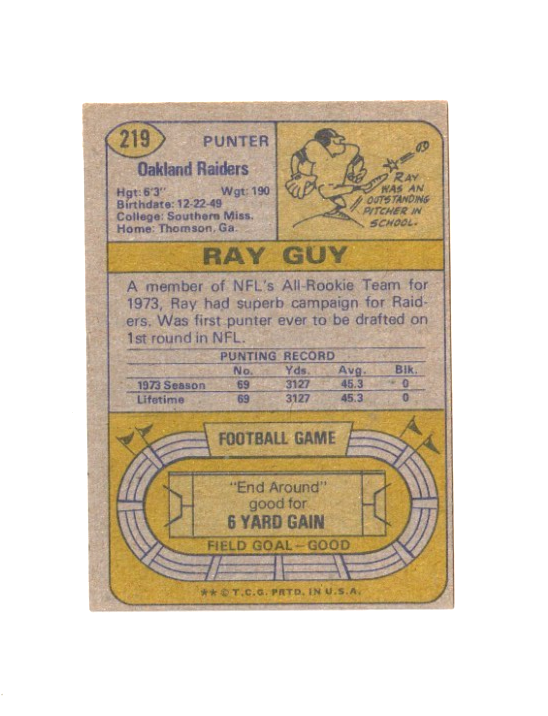 219
PUNTER
Oakland Raiders
Hgt: 6'3" Wgt: 190
Birthdate: 12-22-49
College: Southern Miss.
Home: Thomson, Ga.
RAY
WAS AN
OUTSTANDING
PITCHER IN
SCHOOL.
RAY GUY
A member of NFL's All-Rookie Team for
1973, Ray had superb campaign for Raid-
ers. Was first punter ever to be drafted on
1st round in NFL.
PUNTING RECORD
No. Yds. Avg. Blk.
1973 Season 69 3127 45.3 0
Lifetime 69 3127 45.3 0
FOOTBALL GAME
"End Around"
good for
6 YARD GAIN
FIELD GOAL—GOOD
** © T.C.G. PRTD. IN U.S.A.